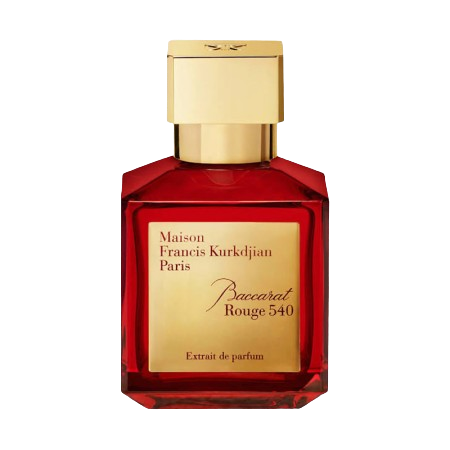 Maison
Francis Kurkdjian
Paris
Baccarat
Rouge 540
Extrait de parfum